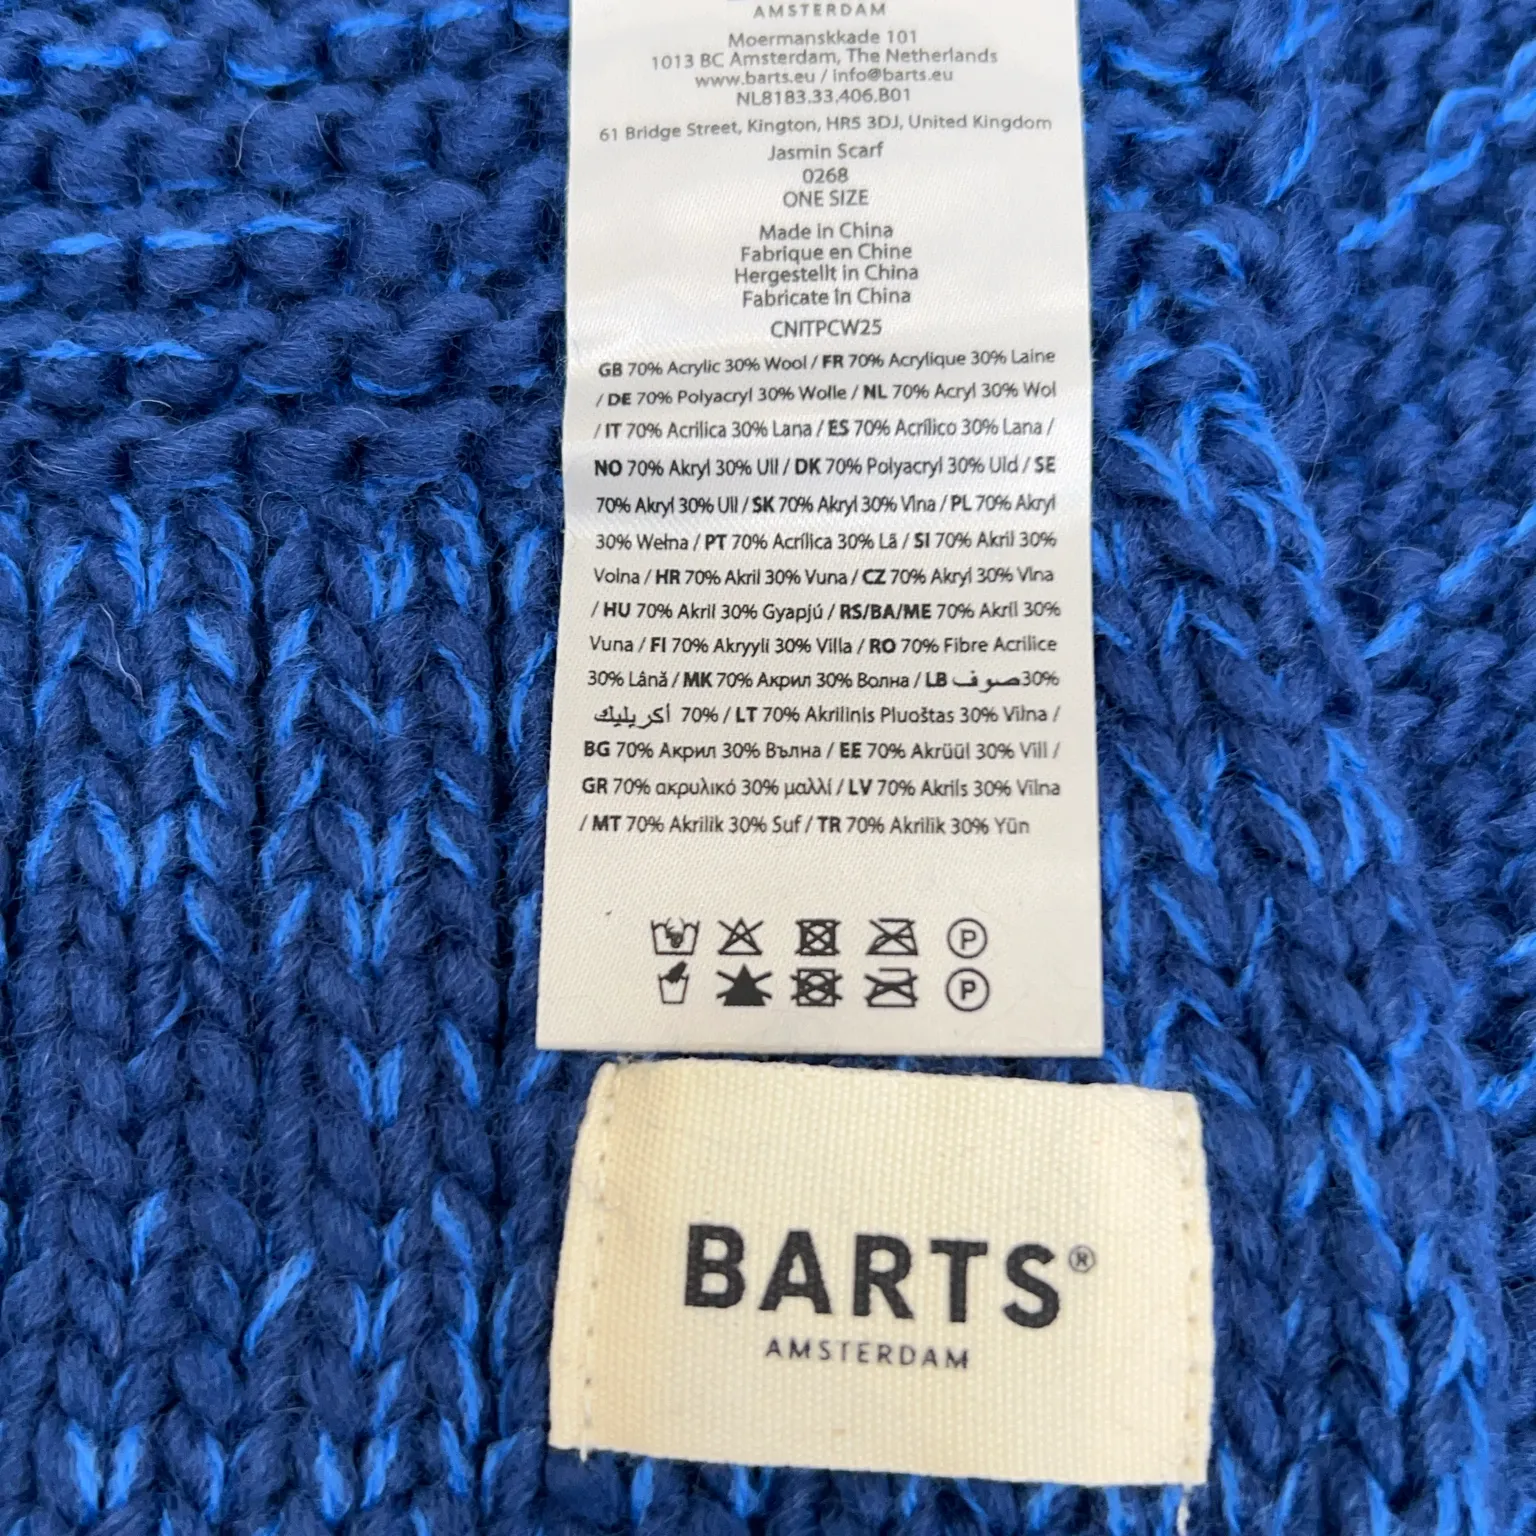 AMSTERDAM
Moermanskkade 101
1013 BC Amsterdam, The Netherlands
www.barts.eu / info@barts.eu
NL8183.33.406.B01
61 Bridge Street, Kington, HR5 3DJ, United Kingdom
Jasmin Scarf
0268
ONE SIZE
Made in China
Fabriqué en Chine
Hergestellt in China
Fabricate in China
CNITPCW25
GB 70% Acrylic 30% Wool / FR 70% Acrylique 30% Laine
/ DE 70% Polyacryl 30% Wolle / NL 70% Acryl 30% Wol
/ IT 70% Acrilica 30% Lana / ES 70% Acrílico 30% Lana /
NO 70% Akryl 30% Ull / DK 70% Polyacryl 30% Uld / SE
70% Akryl 30% Ull / SK 70% Akryl 30% Vlna / PL 70% Akryl
30% Wełna / PT 70% Acrílica 30% Lã / SI 70% Akril 30%
Volna / HR 70% Akril 30% Vuna / CZ 70% Akryl 30% Vlna
/ HU 70% Akril 30% Gyapjú / RS/BA/ME 70% Akril 30%
Vuna / FI 70% Akryyli 30% Villa / RO 70% Fibre Acrilice
30% Lână / MK 70% Акрил 30% Волна / LB صوف 30%
أكريليك 70% / LT 70% Akrilinis Pluoštas 30% Vilna /
BG 70% Акрил 30% Вълна / EE 70% Akrüül 30% Vill /
GR 70% ακρυλικό 30% μαλλί / LV 70% Akrils 30% Vilna
/ MT 70% Akrilik 30% Suf / TR 70% Akrilik 30% Yün
P
P
BARTS®
AMSTERDAM